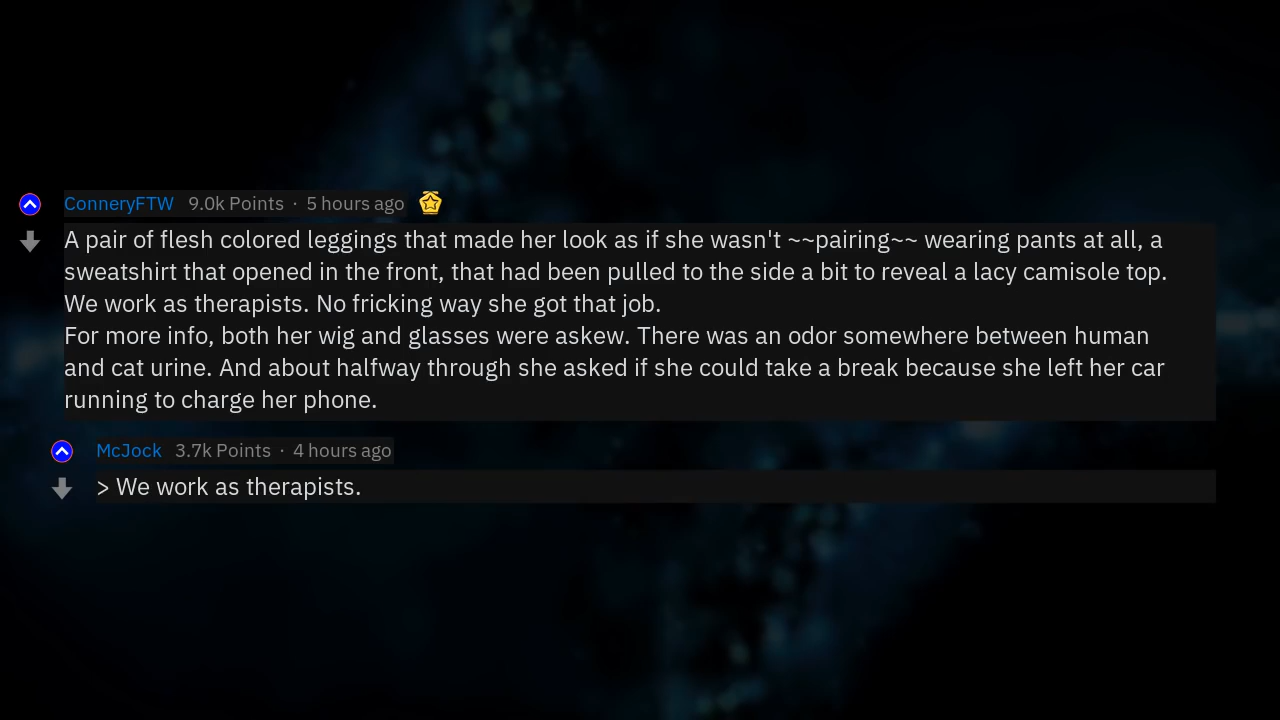 ConneryFTW 9.0k Points · 5 hours ago
A pair of flesh colored leggings that made her look as if she wasn't ~~pairing~~ wearing pants at all, a
sweatshirt that opened in the front, that had been pulled to the side a bit to reveal a lacy camisole top.
We work as therapists. No fricking way she got that job.
For more info, both her wig and glasses were askew. There was an odor somewhere between human
and cat urine. And about halfway through she asked if she could take a break because she left her car
running to charge her phone.
McJock 3.7k Points · 4 hours ago
> We work as therapists.